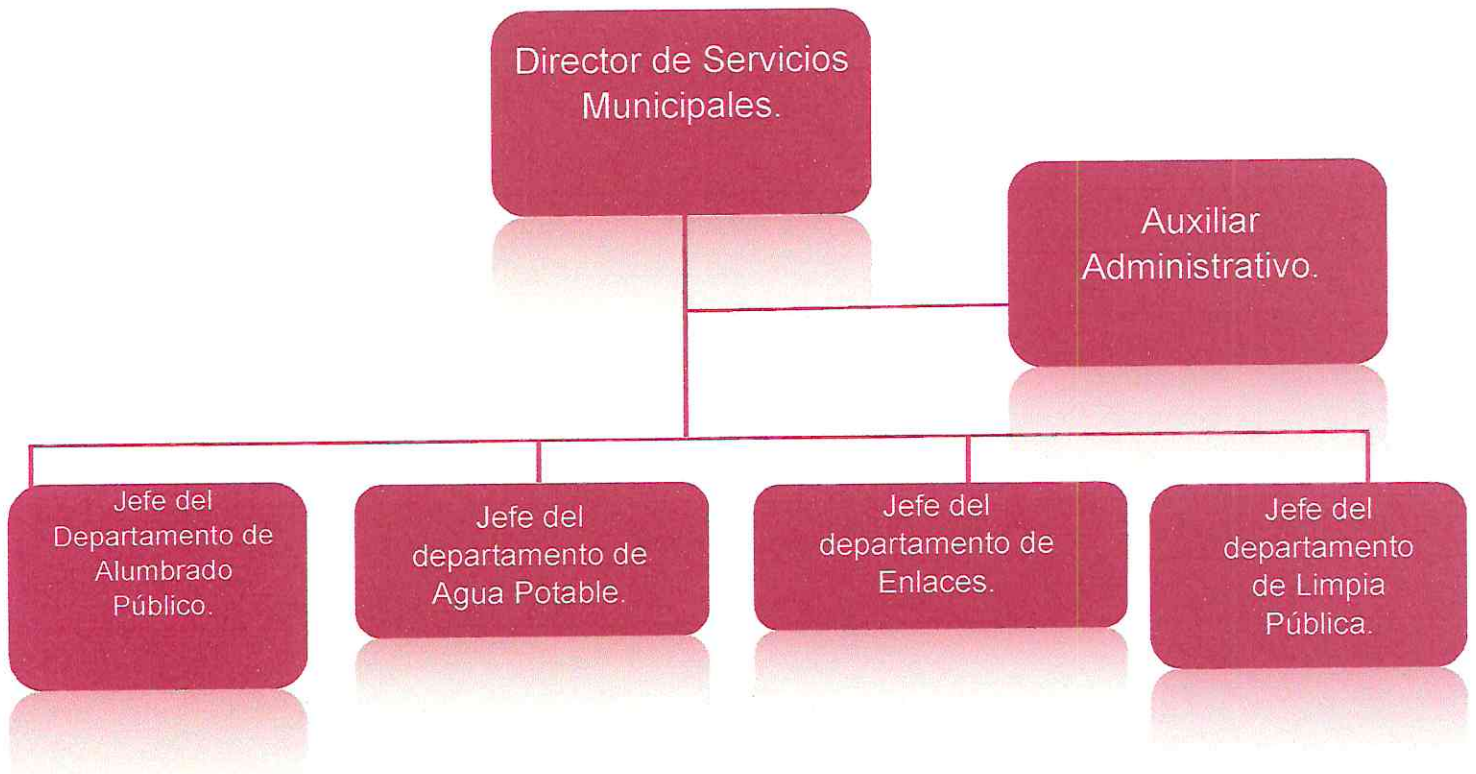 Director de Servicios
Municipales.
Auxiliar
Administrativo.
Jefe del
Departamento de
Alumbrado
Público.
Jefe del
departamento de
Agua Potable.
Jefe del
departamento de
Enlaces.
Jefe del
departamento
de Limpia
Pública.